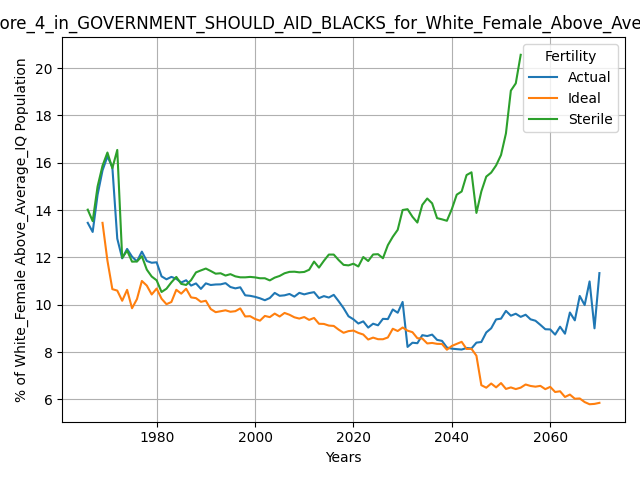 ore_4_in_GOVERNMENT_SHOULD_AID_BLACKS_for_White_Female_Above_Ave
% of White_Female Above_Average_IQ Population
20
18
16
14
12
10
8
6
1980
2000
2020
2040
2060
Years
Fertility
Actual
Ideal
Sterile